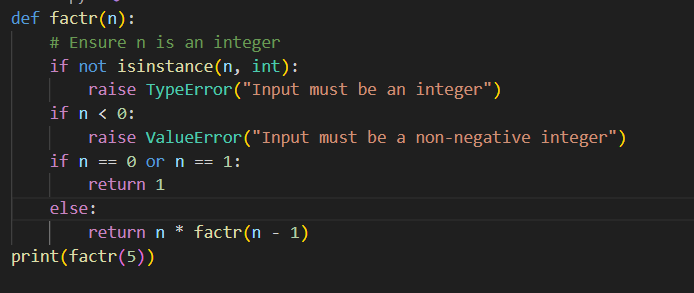 def factr(n):
    # Ensure n is an integer
    if not isinstance(n, int):
        raise TypeError("Input must be an integer")
    if n < 0:
        raise ValueError("Input must be a non-negative integer")
    if n == 0 or n == 1:
        return 1
    else:
        return n * factr(n - 1)
print(factr(5))